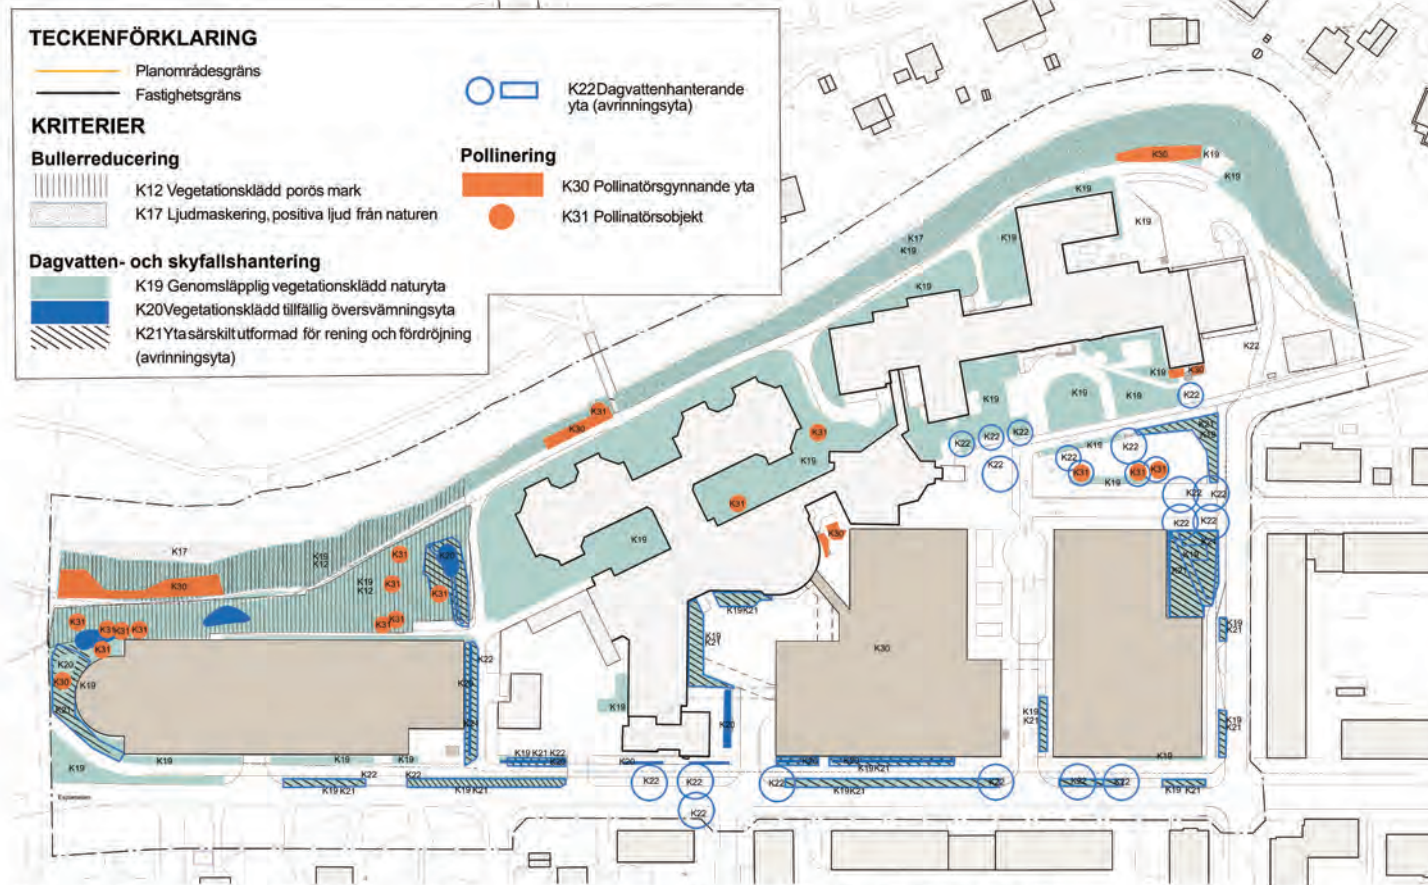 TECKENFÖRKLARING
Planområdesgräns
Fastighetsgräns
K22Dagvattenhanterande
yta (avrinningsyta)
KRITERIER
Bullerreducering
K12 Vegetationsklädd porös mark
K17 Ljudmaskering, positiva ljud från naturen
Pollinering
K30 Pollinatörsgynnande yta
K31 Pollinatörsobjekt
Dagvatten- och skyfallshantering
K19 Genomsläpplig vegetationsklädd naturyta
K20Vegetationsklädd tillfällig översvämningsyta
K21Yta särskilt utformad för rening och fördröjning
(avrinningsyta)
K30
K19
K19
K19
K19
K17
K19
K19
K19
K22
K19
K30
K19
K19
K19
K22
K31
K30
K31
K19
K22
K22
K22
K22
K19
K22
K22
K31
K31
K31
K19
K22
K22
K22
K22
K31
K19
K30
K17
K19
K12
K31
K20
K19
K12
K31
K31
K30
K31
K31
K31
K31
K31
K31
K31
K20
K30
K19
K21
K19
K22
K20
K19K21
K19
K21
K30
K19
K21
K19
K21
K19
K21
K19
K21
K19
K20
K19
K19
K19
K19
K19 K21 K22
K20
K22
K22
K19K21
K19 K21
K22
K22
K22
K22
K19K21
K19K21
K22
K22
K22
K19 K21
K19